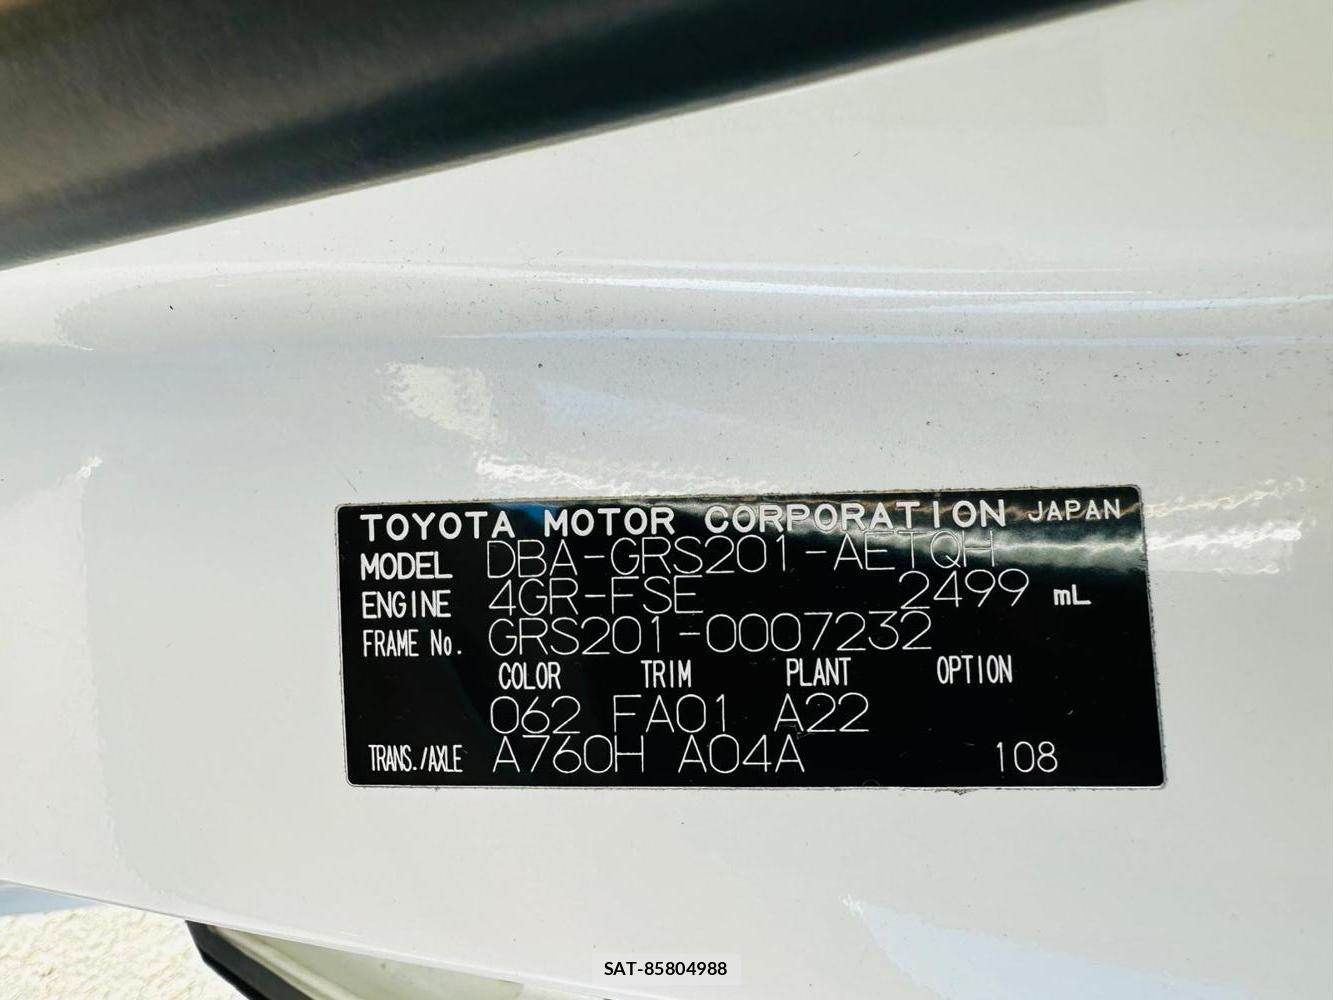 TOYOTA MOTOR CORPORATION JAPAN
MODEL DBA-GRS201-AETQH
ENGINE 4GR-FSE 2499 mL
FRAME No. GRS201-0007232
COLOR TRIM PLANT OPTION
062 FA01 A22
TRANS./AXLE A760H A04A 108
SAT-85804988